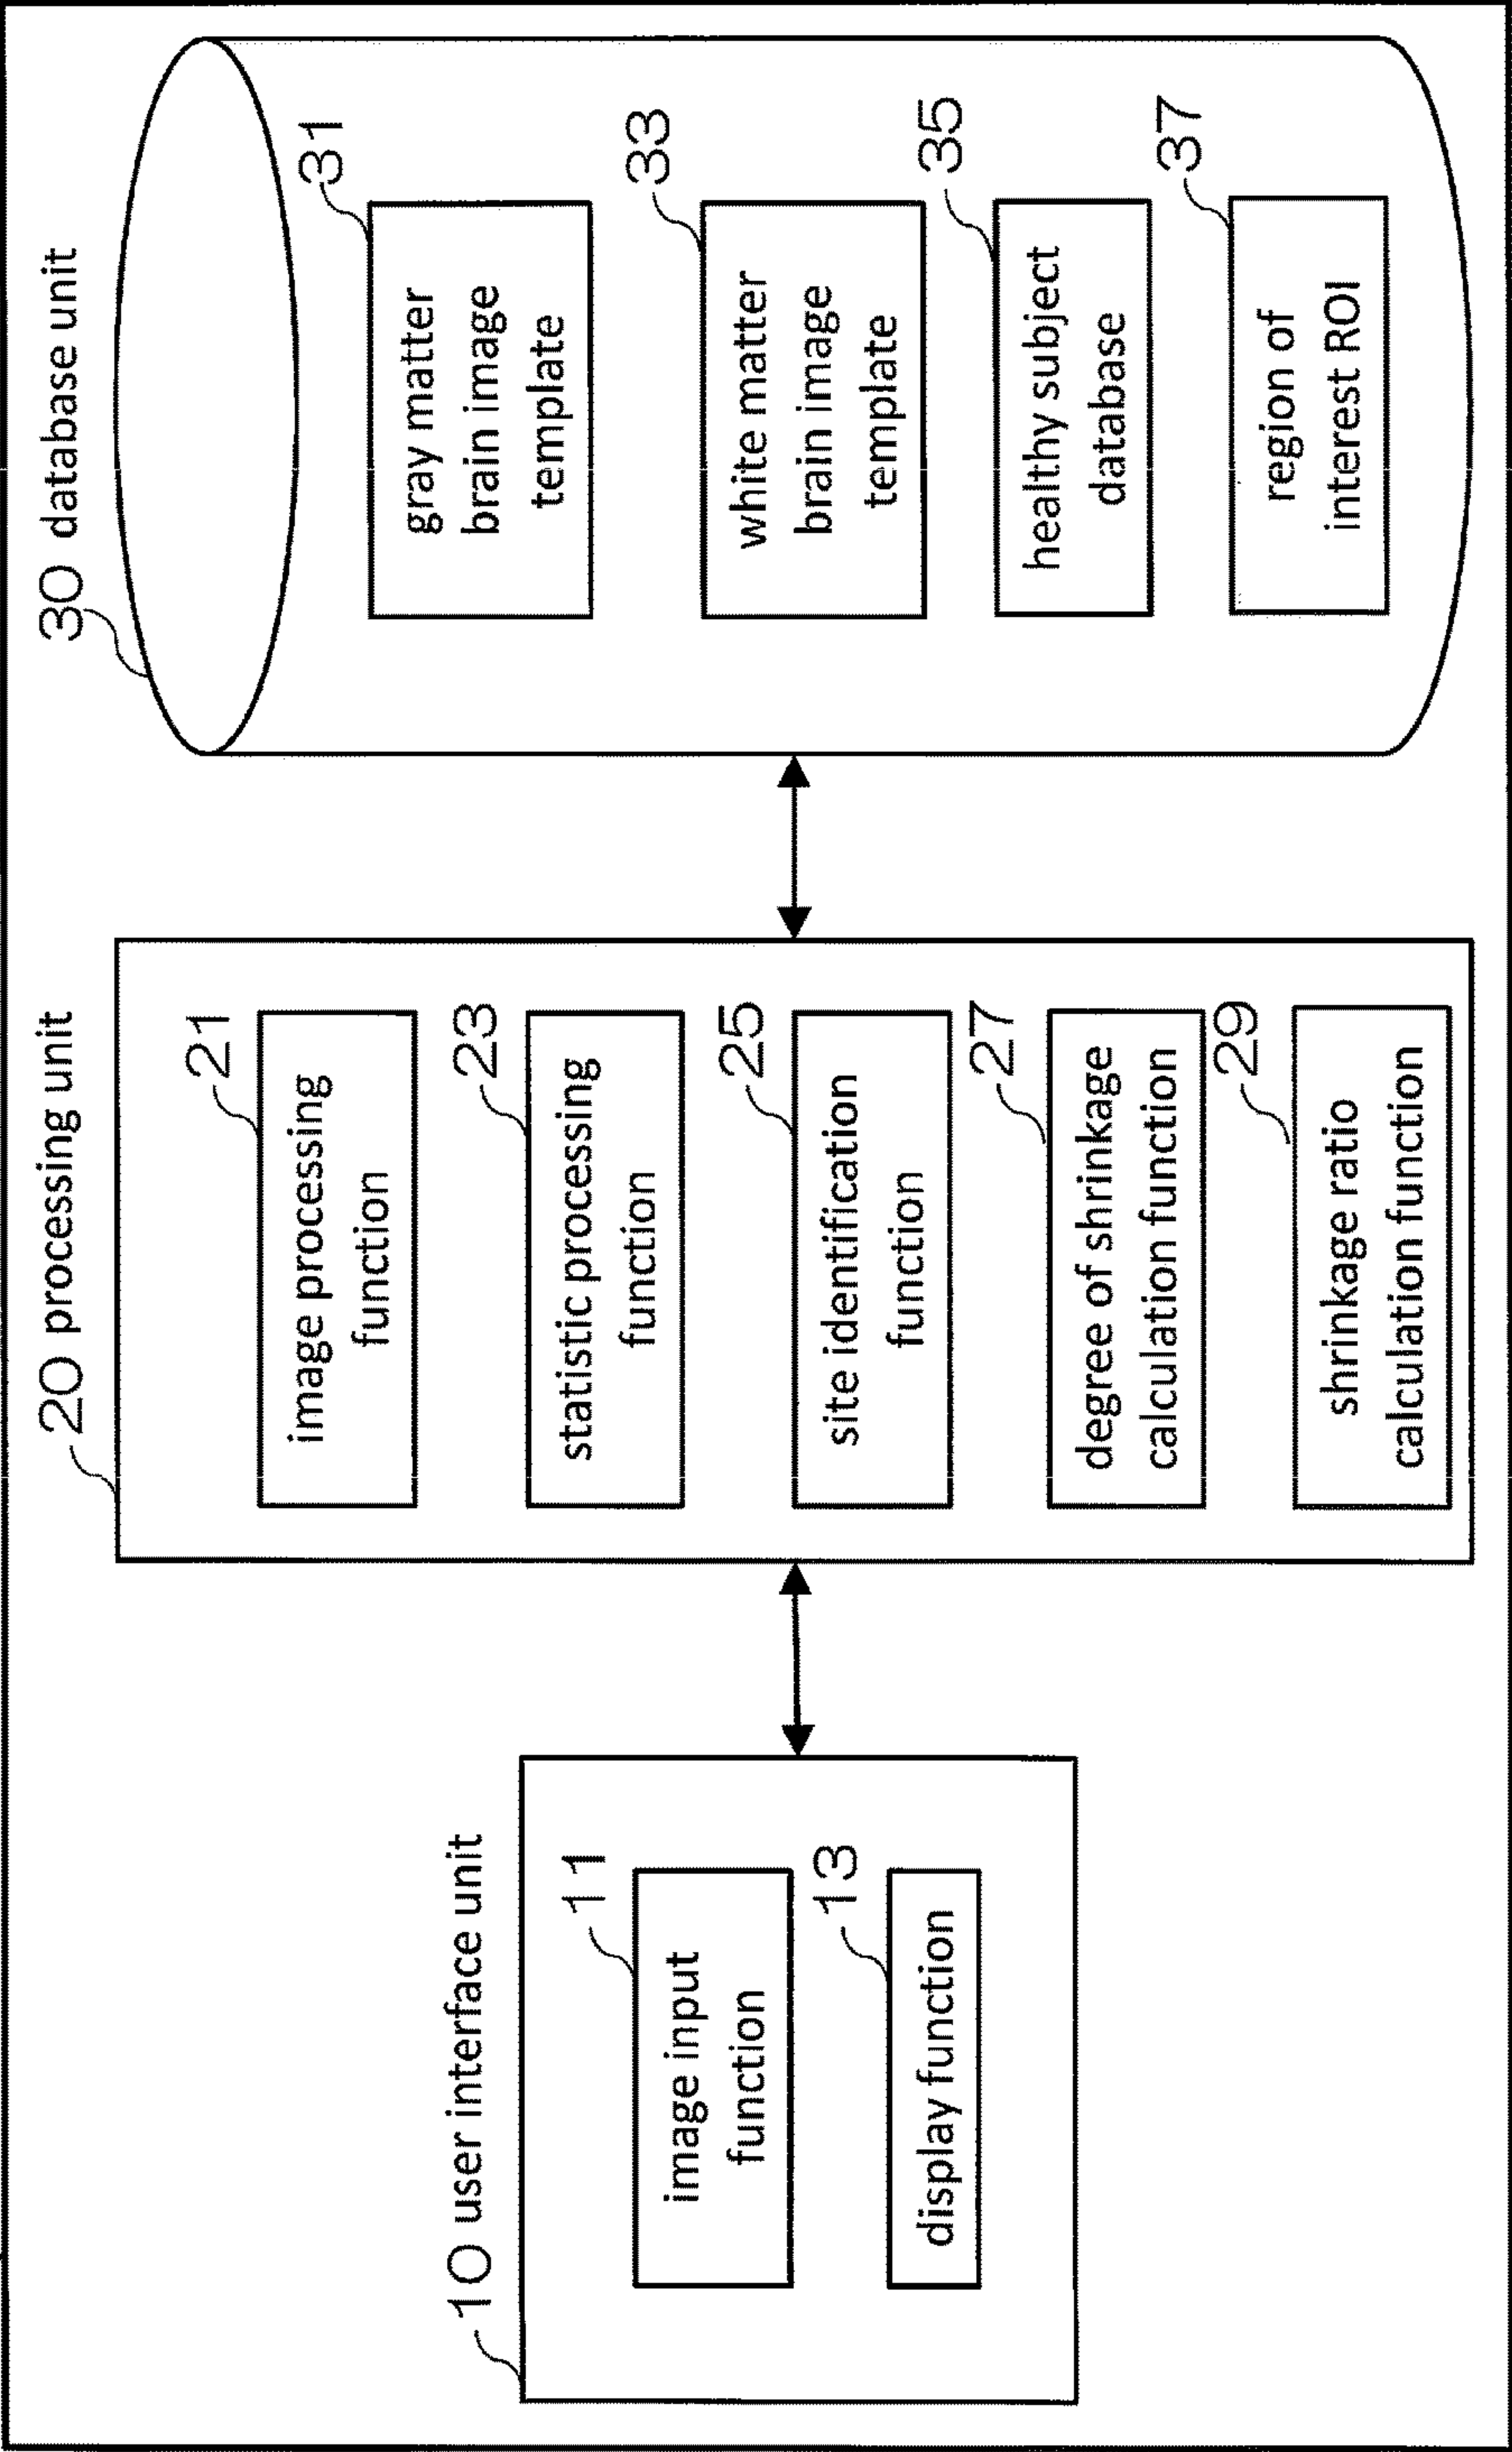 10 user interface unit
11
image input
function
13
display function
20 processing unit
21
image processing
function
23
statistic processing
function
25
site identification
function
27
degree of shrinkage
calculation function
29
shrinkage ratio
calculation function
30 database unit
31
gray matter
brain image
template
33
white matter
brain image
template
35
healthy subject
database
37
region of
interest ROI